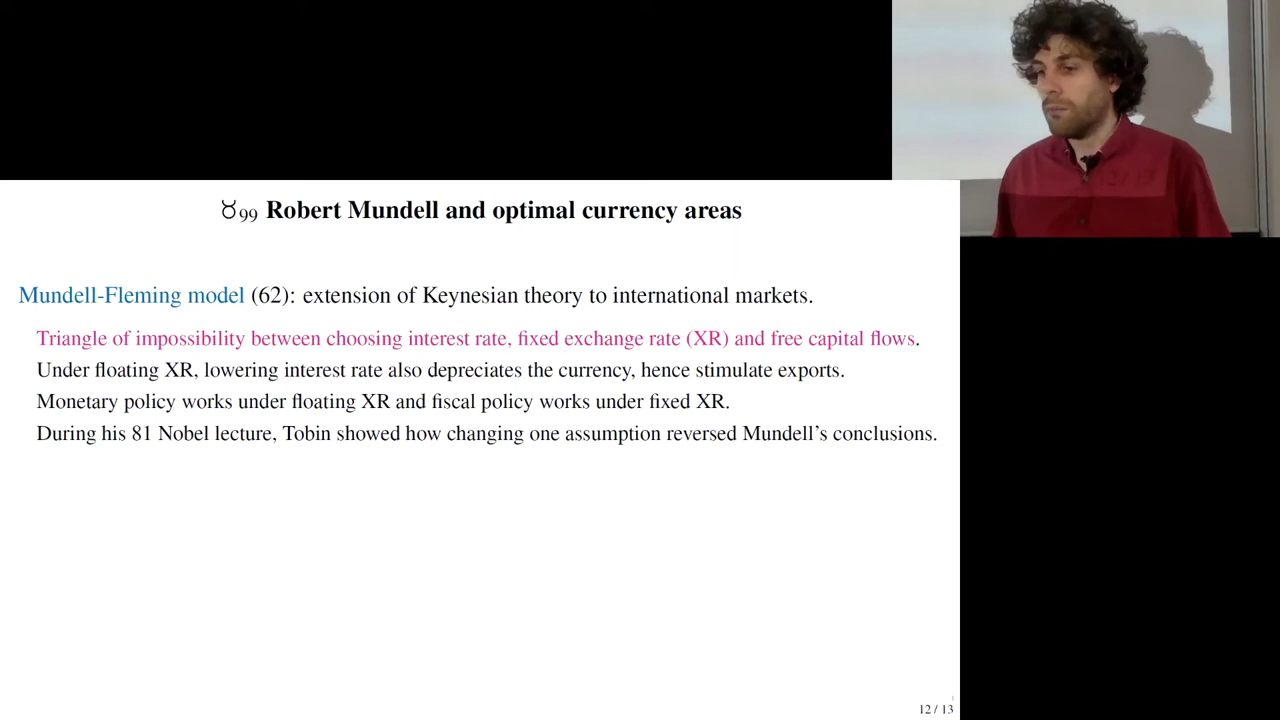 ♉99 Robert Mundell and optimal currency areas
Mundell-Fleming model (62): extension of Keynesian theory to international markets.
Triangle of impossibility between choosing interest rate, fixed exchange rate (XR) and free capital flows.
Under floating XR, lowering interest rate also depreciates the currency, hence stimulate exports.
Monetary policy works under floating XR and fiscal policy works under fixed XR.
During his 81 Nobel lecture, Tobin showed how changing one assumption reversed Mundell's conclusions.
12 / 13